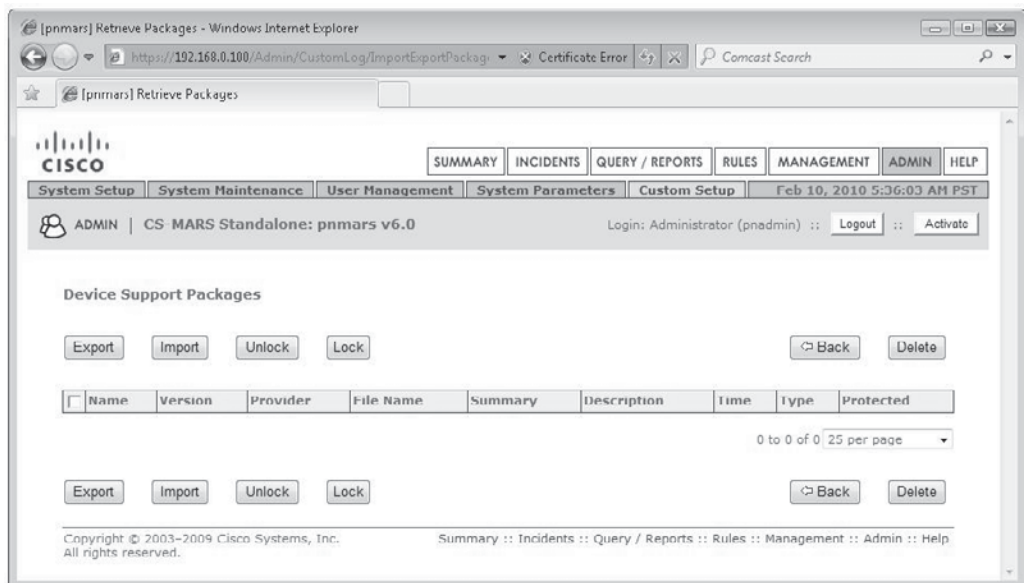 [pnmars] Retrieve Packages - Windows Internet Explorer
https://192.168.0.100/Admin/CustomLog/ImportExportPackag Certificate Error Comcast Search
[pnmars] Retrieve Packages
CISCO
SUMMARY INCIDENTS QUERY / REPORTS RULES MANAGEMENT ADMIN HELP
System Setup System Maintenance User Management System Parameters Custom Setup Feb 10, 2010 5:36:03 AM PST
ADMIN | CS-MARS Standalone: pnmars v6.0 Login: Administrator (pnadmin) :: Logout :: Activate
Device Support Packages
Export Import Unlock Lock Back Delete
Name Version Provider File Name Summary Description Time Type Protected
0 to 0 of 0 25 per page
Export Import Unlock Lock Back Delete
Copyright © 2003-2009 Cisco Systems, Inc. Summary :: Incidents :: Query / Reports :: Rules :: Management :: Admin :: Help
All rights reserved.